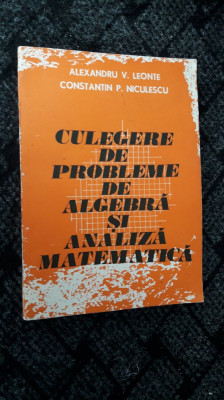 ALEXANDRU V. LEONTE
CONSTANTIN P. NICULESCU
CULEGERE
DE
PROBLEME
DE
ALGEBRĂ
ȘI
ANALIZĂ
MATEMATICĂ